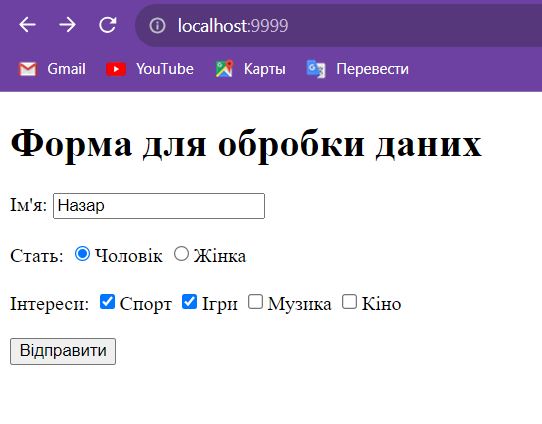 localhost:9999
Gmail YouTube Карты Перевести
Форма для обробки даних
Ім'я: Назар
Стать: Чоловік Жінка
Інтереси: Спорт Ігри Музика Кіно
Відправити